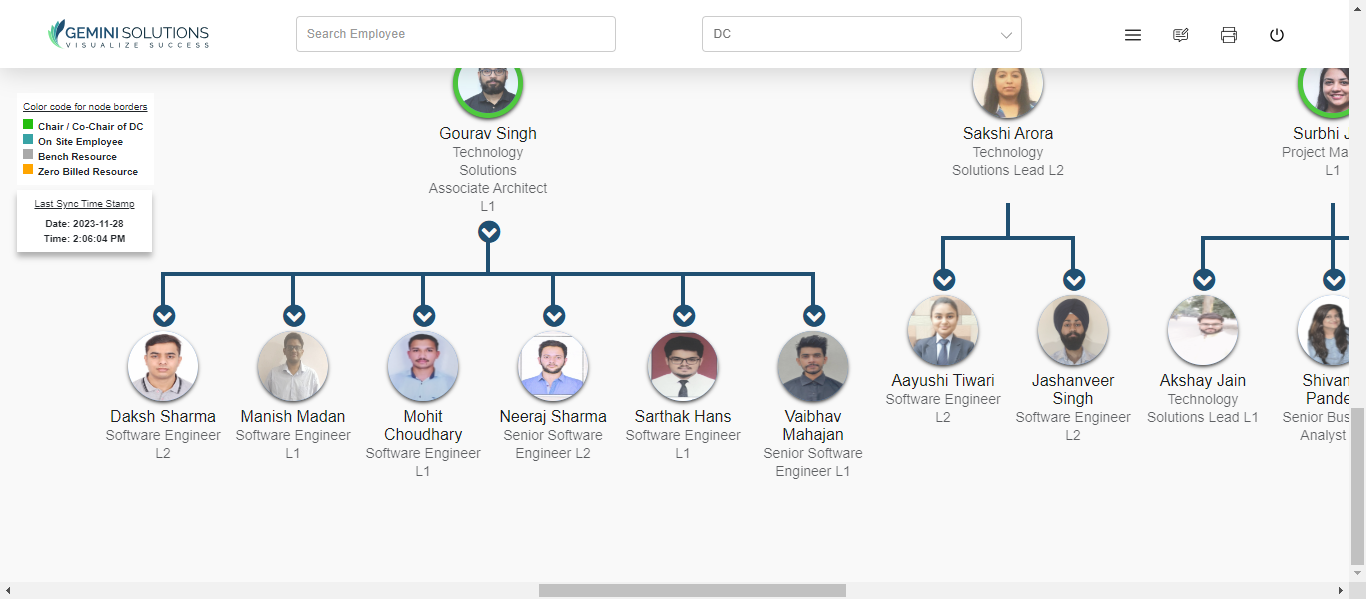 GEMINI SOLUTIONS
VISUALIZE SUCCESS
Search Employee
DC
Color code for node borders
Chair / Co-Chair of DC
On Site Employee
Bench Resource
Zero Billed Resource
Last Sync Time Stamp
Date: 2023-11-28
Time: 2:06:04 PM
Gourav Singh
Technology
Solutions
Associate Architect
L1
Sakshi Arora
Technology
Solutions Lead L2
Surbhi J
Project Ma
L1
Daksh Sharma
Software Engineer
L2
Manish Madan
Software Engineer
L1
Mohit
Choudhary
Software Engineer
L1
Neeraj Sharma
Senior Software
Engineer L2
Sarthak Hans
Software Engineer
L1
Vaibhav
Mahajan
Senior Software
Engineer L1
Aayushi Tiwari
Software Engineer
L2
Jashanveer
Singh
Software Engineer
L2
Akshay Jain
Technology
Solutions Lead L1
Shivan
Pande
Senior Bus
Analyst